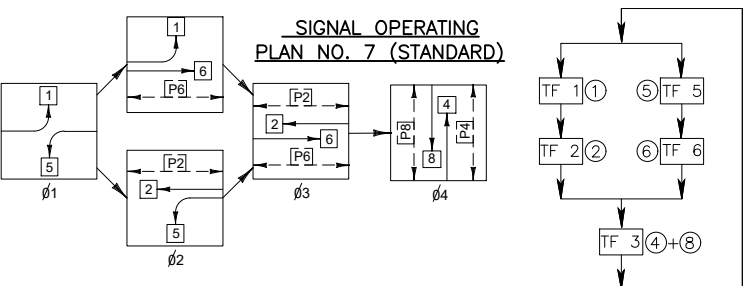 SIGNAL OPERATING
PLAN NO. 7 (STANDARD)
1
5
Ø1
1
6
P6
P2
2
5
Ø2
P2
2
6
P6
Ø3
P8
4
8
P4
Ø4
TF 1 1
5 TF 5
TF 2 2
6 TF 6
TF 3 4+8